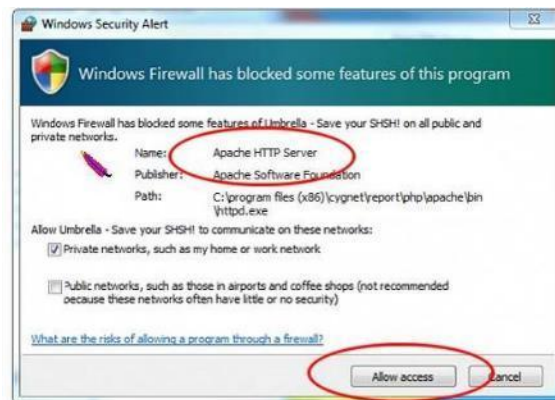 Windows Security Alert
Windows Firewall has blocked some features of this program
Windows Firewall has blocked some features of Umbrella - Save your SHSH! on all public and
private networks.
Name: Apache HTTP Server
Publisher: Apache Software Foundation
Path: C:\program files (x86)\cygnet\report\php\apache\bin
\httpd.exe
Allow Umbrella - Save your SHSH! to communicate on these networks:
Private networks, such as my home or work network
Public networks, such as those in airports and coffee shops (not recommended
because these networks often have little or no security)
What are the risks of allowing a program through a firewall?
Allow access Cancel